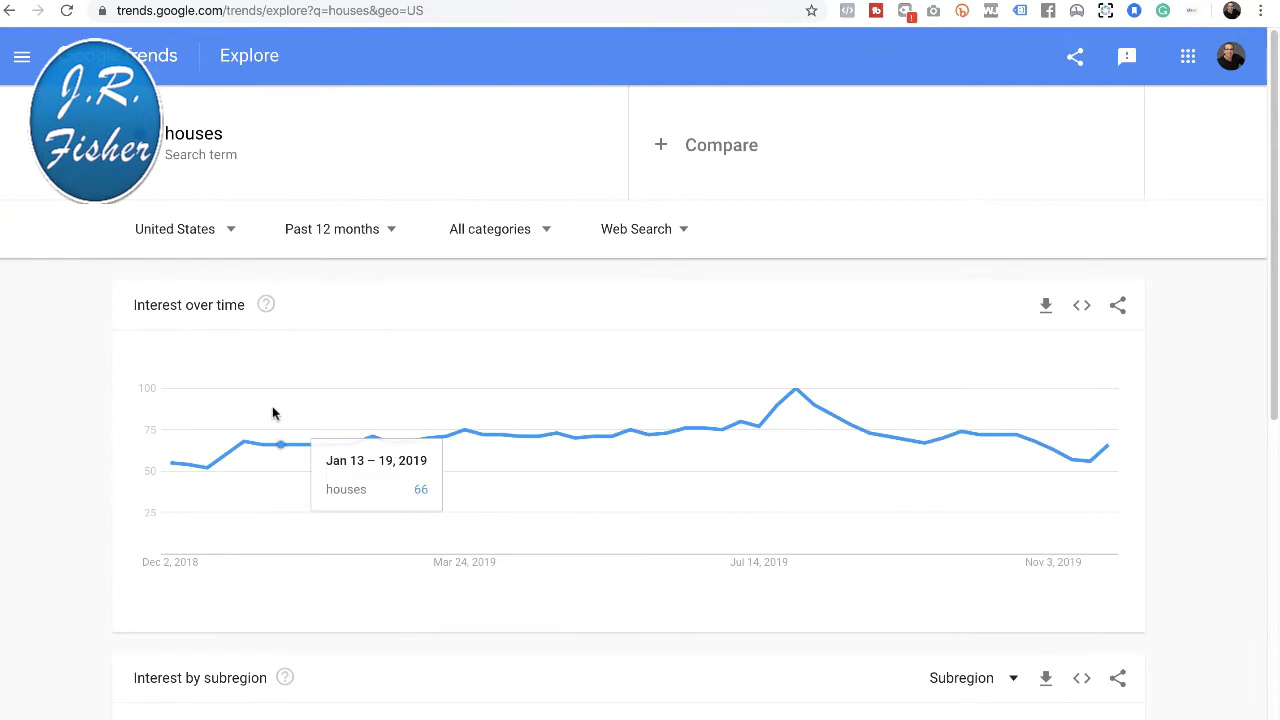 trends.google.com/trends/explore?q=houses&geo=US
Trends
Explore
J.R.
Fisher
houses
Search term
+ Compare
United States
Past 12 months
All categories
Web Search
Interest over time
100
75
50
25
Jan 13 – 19, 2019
houses 66
Dec 2, 2018
Mar 24, 2019
Jul 14, 2019
Nov 3, 2019
Interest by subregion
Subregion